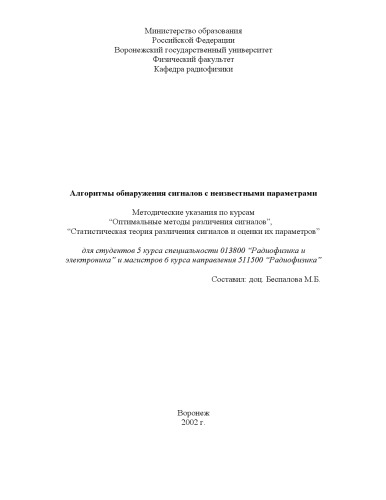 Министерство образования
Российской Федерации
Воронежский государственный университет
Физический факультет
Кафедра радиофизики
Алгоритмы обнаружения сигналов с неизвестными параметрами
Методические указания по курсам
“Оптимальные методы различения сигналов”,
“Статистическая теория различения сигналов и оценки их параметров”
для студентов 5 курса специальности 013800 “Радиофизика и
электроника” и магистров 6 курса направления 511500 “Радиофизика”
Составил: доц. Беспалова М.Б.
Воронеж
2002 г.